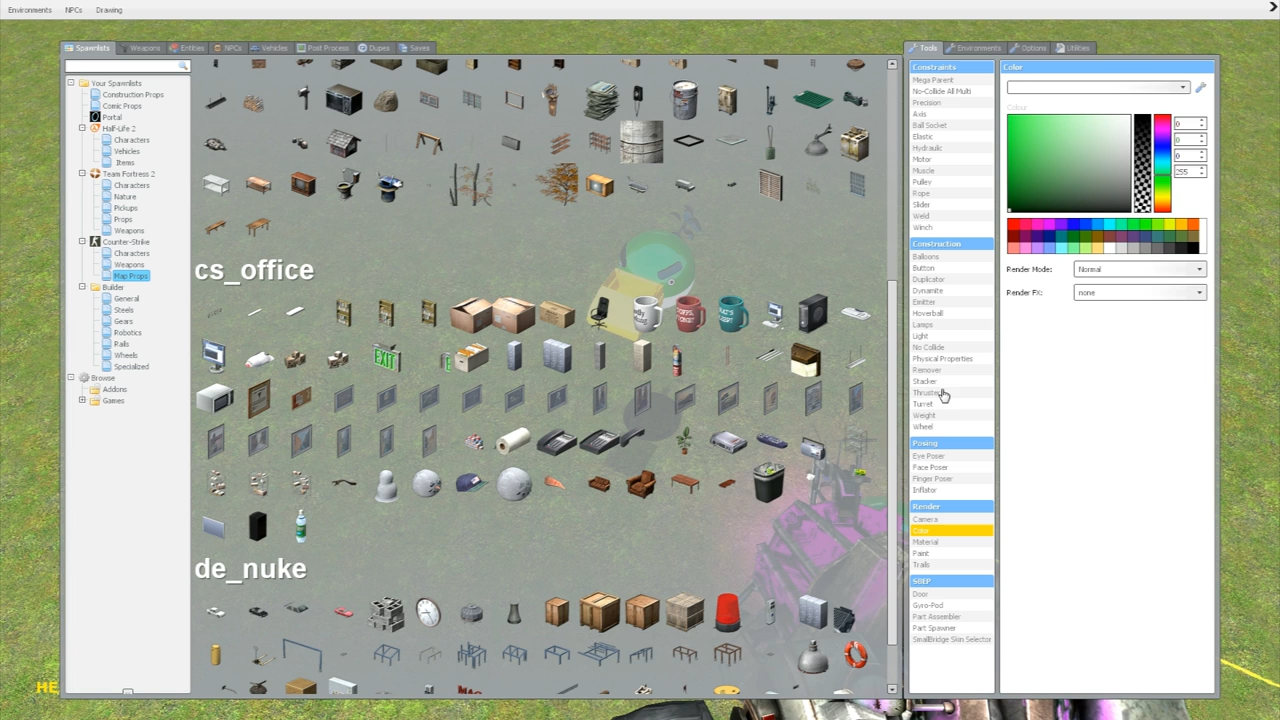 Environments NPCs Drawing
Spawnlists Weapons Entities NPCs Vehicles Post Process Dupes Saves
Your Spawnlists
Construction Props
Comic Props
Portal
Half-Life 2
Characters
Vehicles
Items
Team Fortress 2
Characters
Nature
Pickups
Props
Weapons
Counter-Strike
Characters
Weapons
Map Props
Builder
General
Steels
Gears
Robotics
Rails
Wheels
Specialized
Browse
Addons
Games
cs_office
EXIT
de_nuke
HE
Tools Environments Options Utilities
Constraints
Mega Parent
No-Collide All Multi
Precision
Axis
Ball Socket
Elastic
Hydraulic
Motor
Muscle
Pulley
Rope
Slider
Weld
Winch
Construction
Balloons
Button
Duplicator
Dynamite
Emitter
Hoverball
Lamps
Light
No Collide
Physical Properties
Remover
Stacker
Thruster
Turret
Weight
Wheel
Posing
Eye Poser
Face Poser
Finger Poser
Inflator
Render
Camera
Color
Material
Paint
Trails
SBEP
Door
Gyro-Pod
Part Assembler
Part Spawner
SmallBridge Skin Selector
Color
Colour
0
0
0
255
Render Mode: Normal
Render FX: none